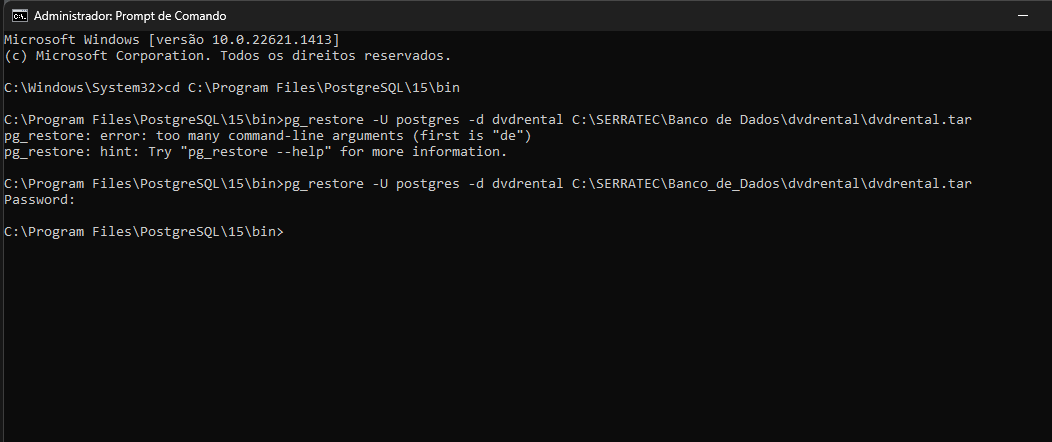 Administrador: Prompt de Comando
Microsoft Windows [versão 10.0.22621.1413]
(c) Microsoft Corporation. Todos os direitos reservados.
C:\Windows\System32>cd C:\Program Files\PostgreSQL\15\bin
C:\Program Files\PostgreSQL\15\bin>pg_restore -U postgres -d dvdrental C:\SERRATEC\Banco de Dados\dvdrental\dvdrental.tar
pg_restore: error: too many command-line arguments (first is "de")
pg_restore: hint: Try "pg_restore --help" for more information.
C:\Program Files\PostgreSQL\15\bin>pg_restore -U postgres -d dvdrental C:\SERRATEC\Banco_de_Dados\dvdrental\dvdrental.tar
Password:
C:\Program Files\PostgreSQL\15\bin>